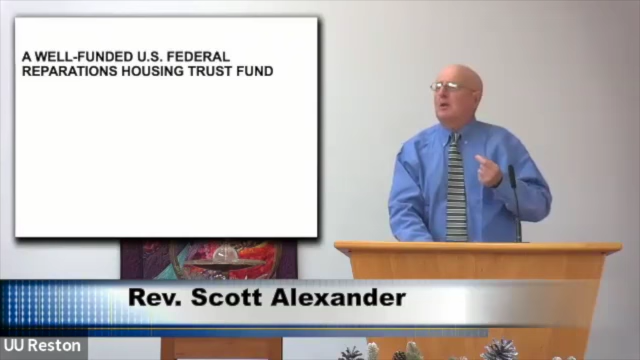 A WELL-FUNDED U.S. FEDERAL
REPARATIONS HOUSING TRUST FUND
Rev. Scott Alexander
UU Reston